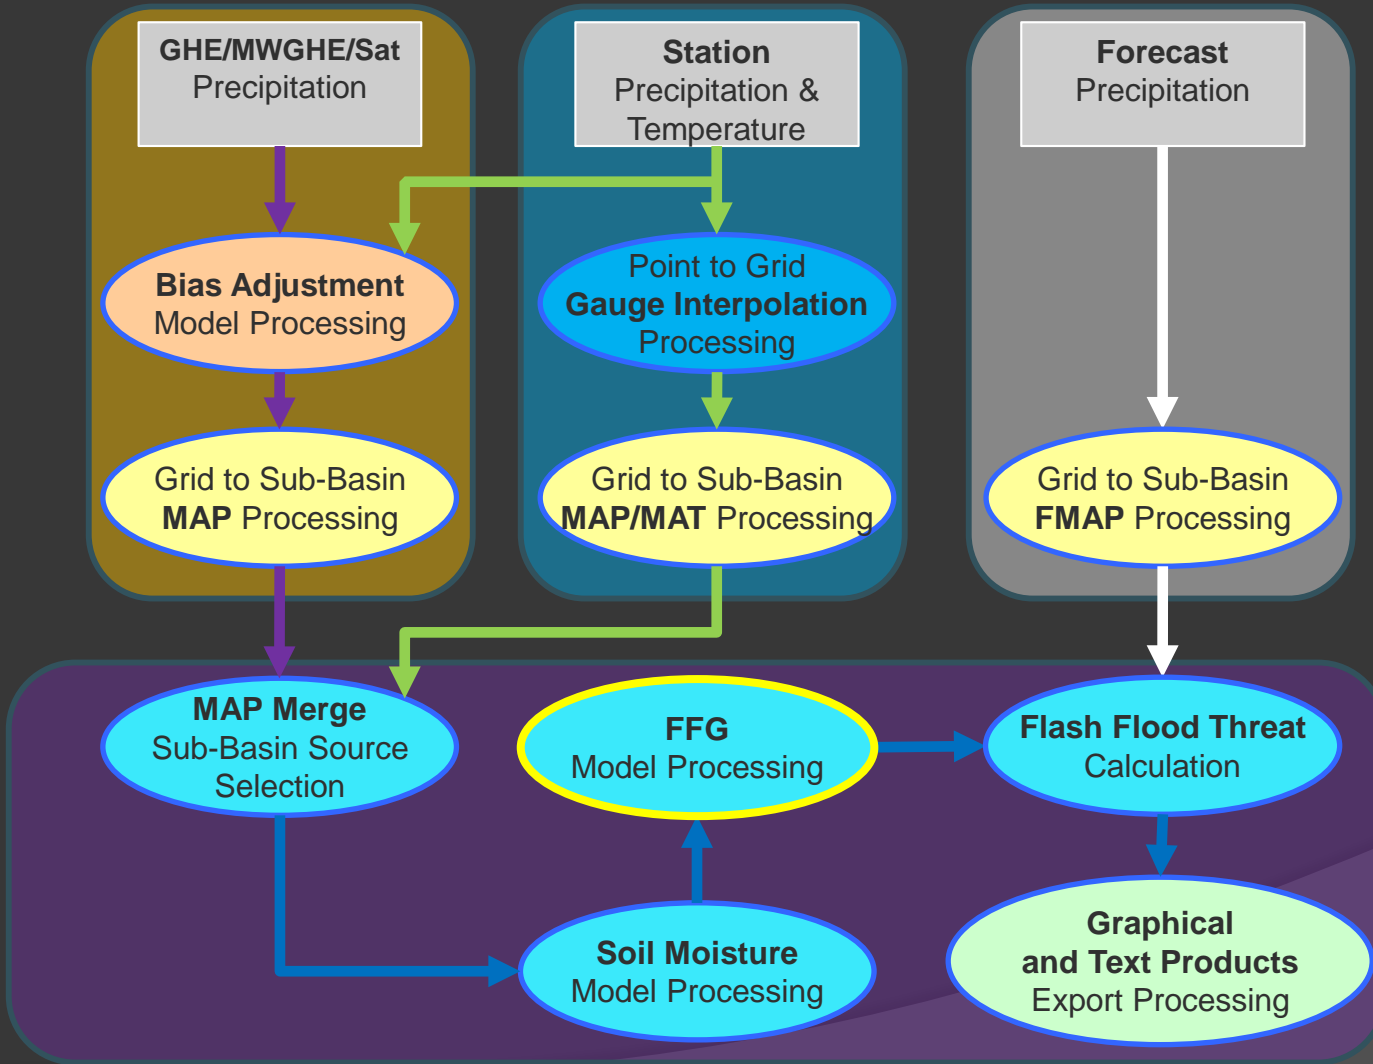 GHE/MWGHE/Sat
Precipitation
Station
Precipitation &
Temperature
Forecast
Precipitation
Bias Adjustment
Model Processing
Point to Grid
Gauge Interpolation
Processing
Grid to Sub-Basin
MAP Processing
Grid to Sub-Basin
MAP/MAT Processing
Grid to Sub-Basin
FMAP Processing
MAP Merge
Sub-Basin Source
Selection
FFG
Model Processing
Flash Flood Threat
Calculation
Soil Moisture
Model Processing
Graphical
and Text Products
Export Processing